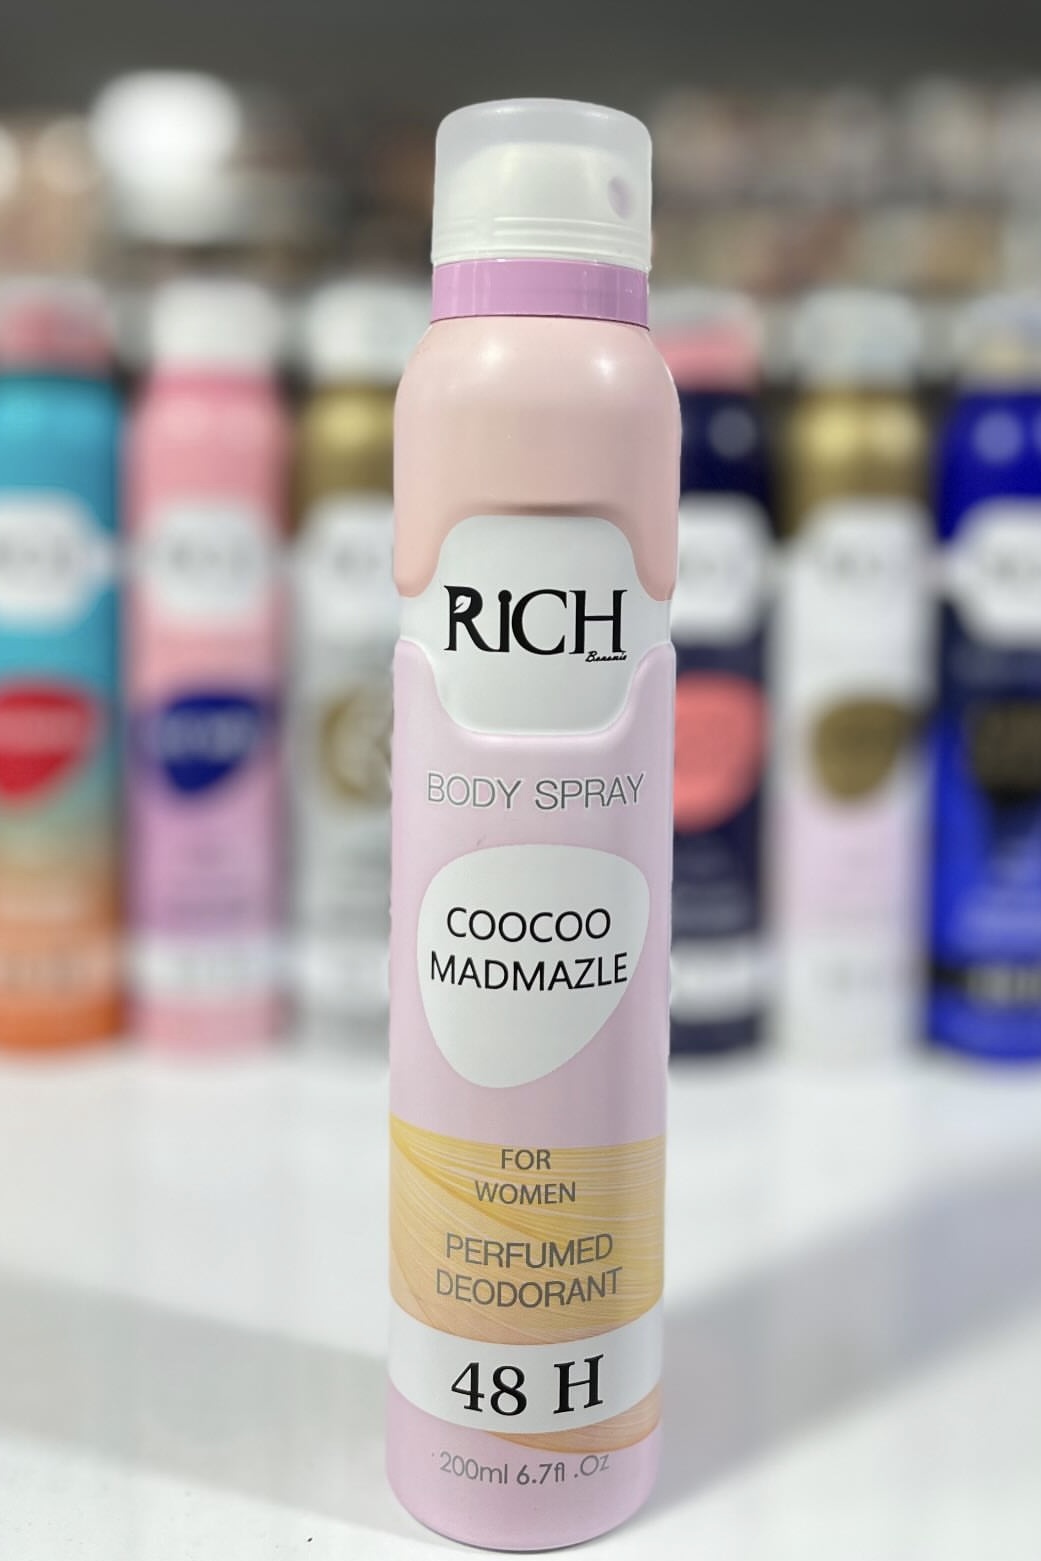 RiCH
Bonomie
BODY SPRAY
COOCOO
MADMAZLE
FOR
WOMEN
PERFUMED
DEODORANT
48 H
200ml 6.7fl .Oz